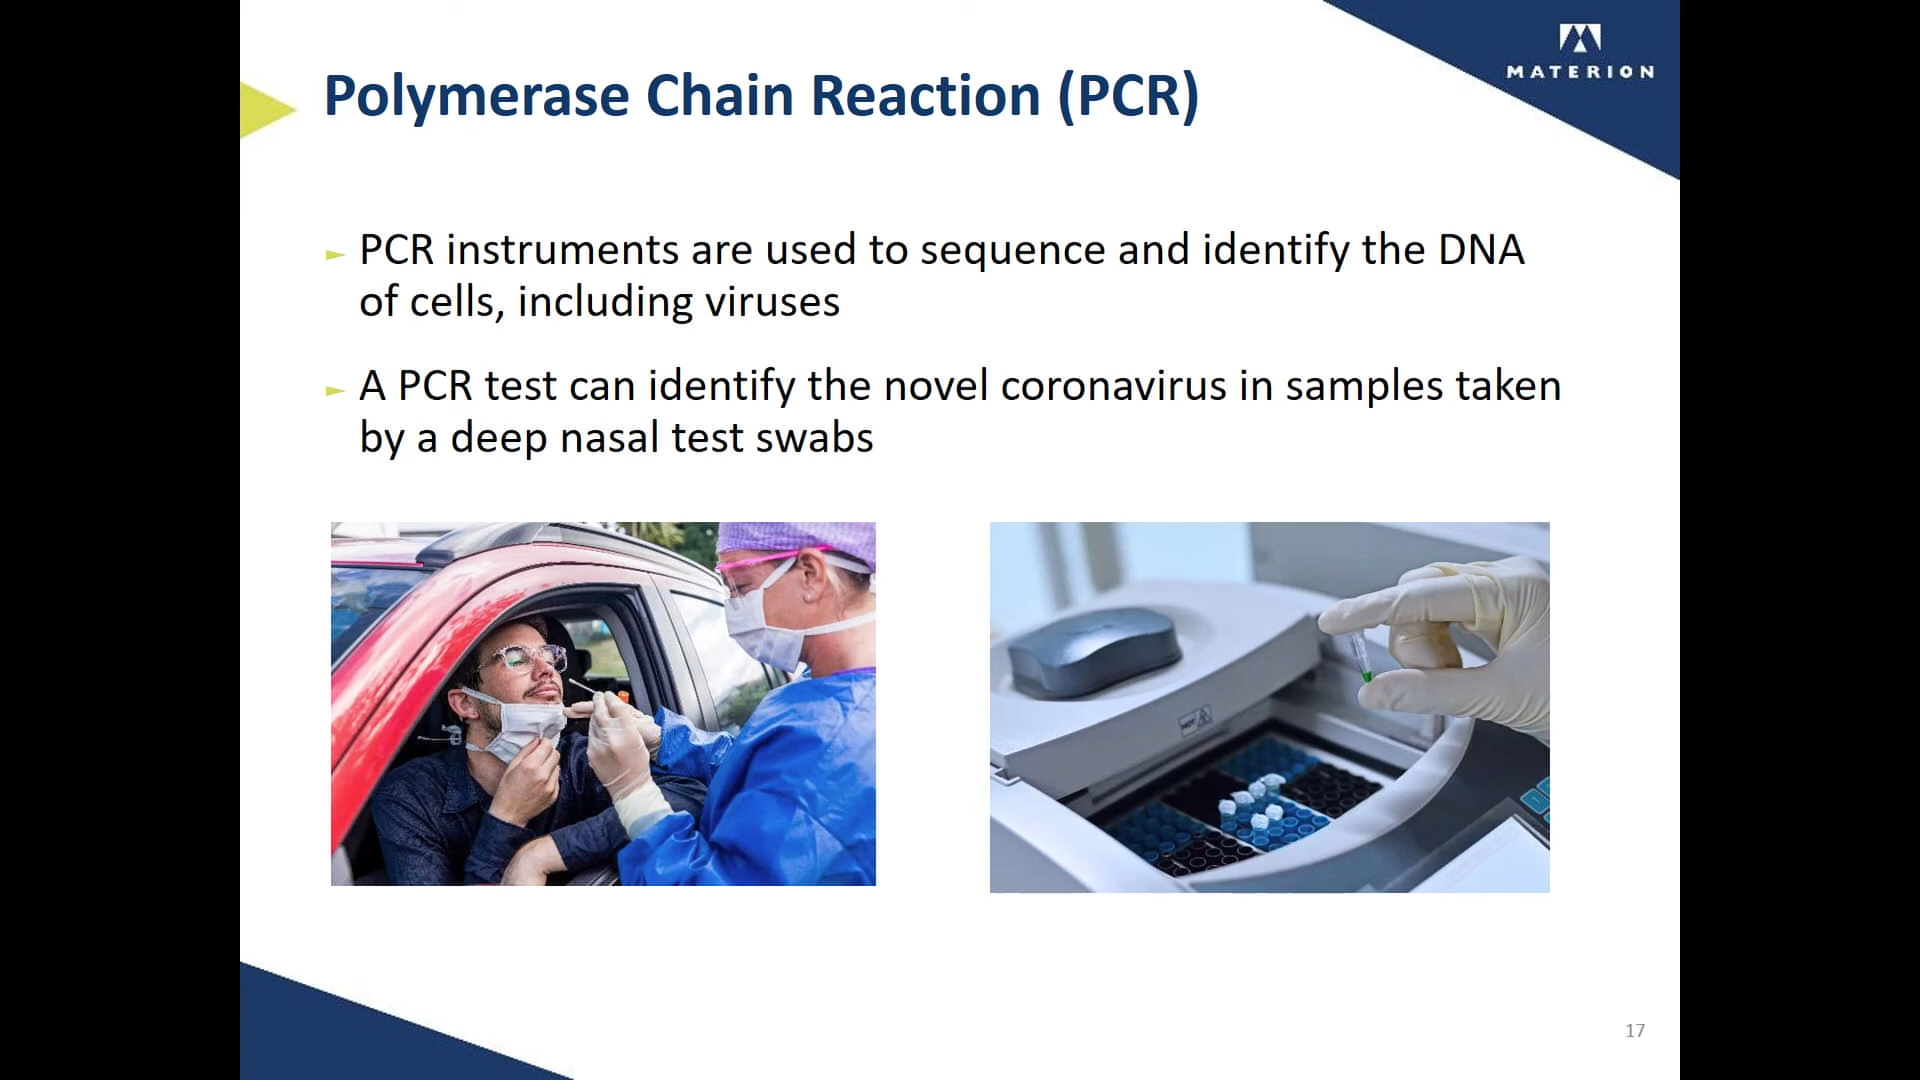 MATERION
Polymerase Chain Reaction (PCR)
PCR instruments are used to sequence and identify the DNA
of cells, including viruses
A PCR test can identify the novel coronavirus in samples taken
by a deep nasal test swabs
17